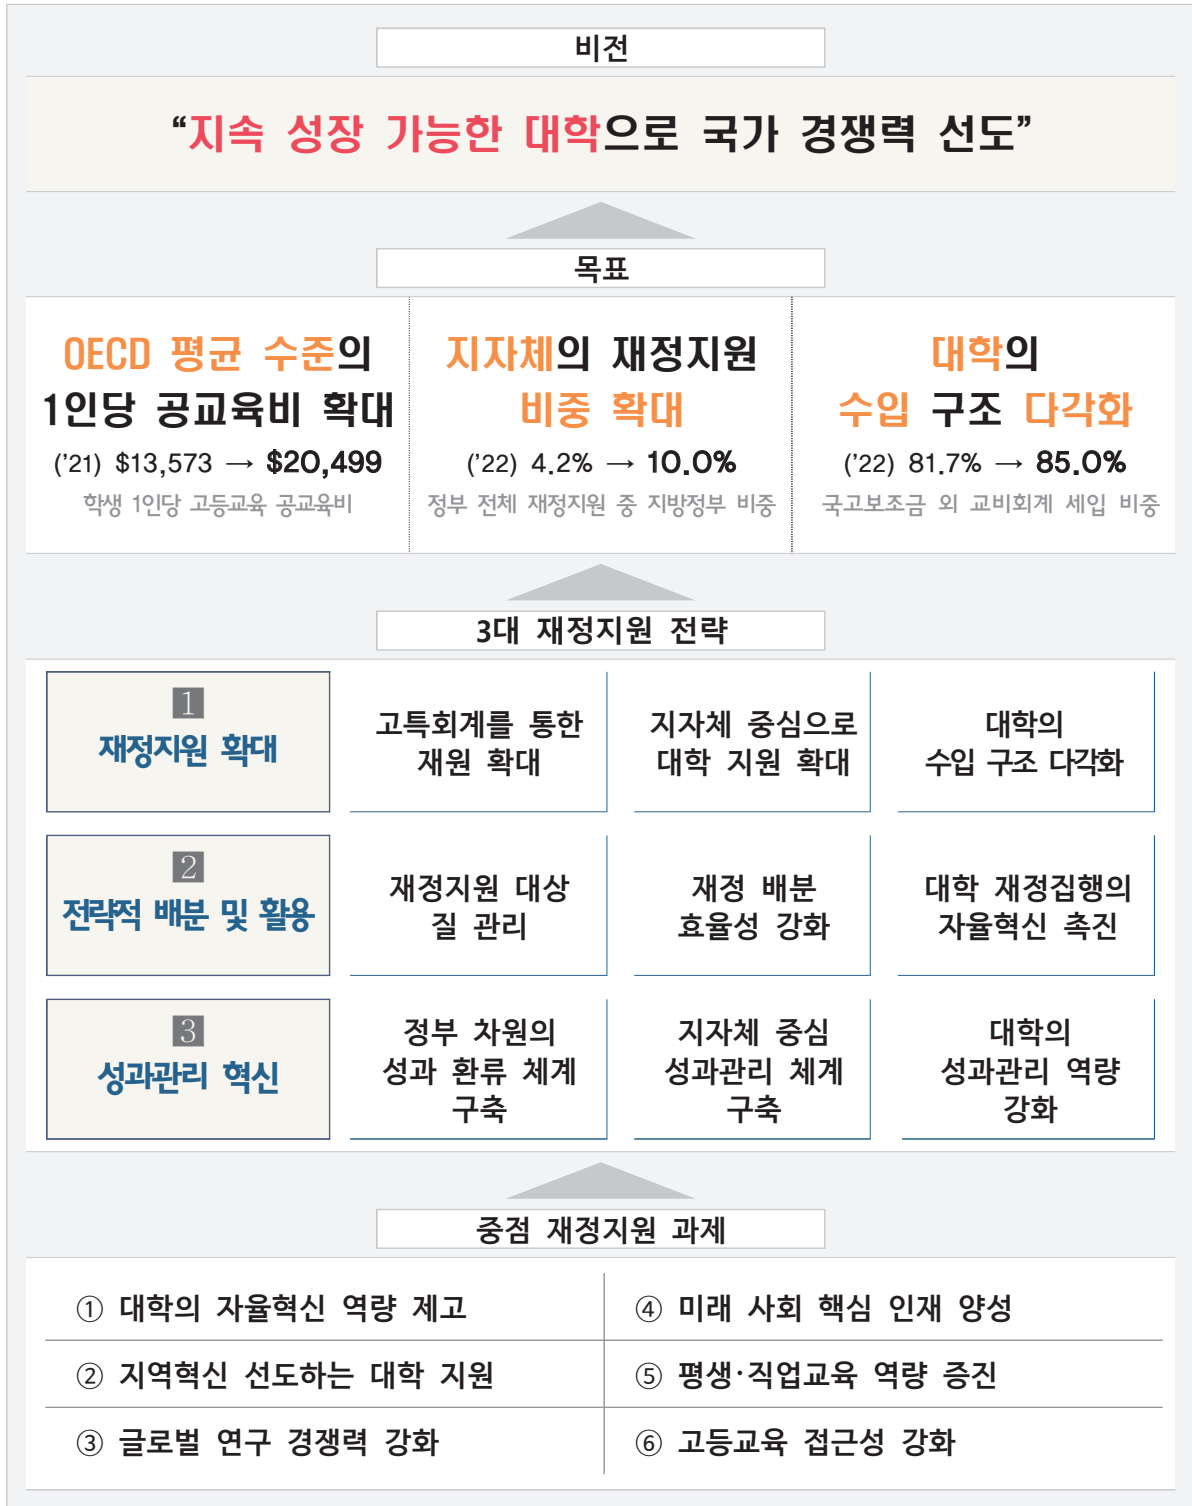 비전
“지속 성장 가능한 대학으로 국가 경쟁력 선도”
목표
OECD 평균 수준의
1인당 공교육비 확대
(’21) $13,573 → $20,499
학생 1인당 고등교육 공교육비
지자체의 재정지원
비중 확대
(’22) 4.2% → 10.0%
정부 전체 재정지원 중 지방정부 비중
대학의
수입 구조 다각화
(’22) 81.7% → 85.0%
국고보조금 외 교비회계 세입 비중
3대 재정지원 전략
1
재정지원 확대
고특회계를 통한
재원 확대
지자체 중심으로
대학 지원 확대
대학의
수입 구조 다각화
2
전략적 배분 및 활용
재정지원 대상
질 관리
재정 배분
효율성 강화
대학 재정집행의
자율혁신 촉진
3
성과관리 혁신
정부 차원의
성과 환류 체계
구축
지자체 중심
성과관리 체계
구축
대학의
성과관리 역량
강화
중점 재정지원 과제
① 대학의 자율혁신 역량 제고
② 지역혁신 선도하는 대학 지원
③ 글로벌 연구 경쟁력 강화
④ 미래 사회 핵심 인재 양성
⑤ 평생·직업교육 역량 증진
⑥ 고등교육 접근성 강화